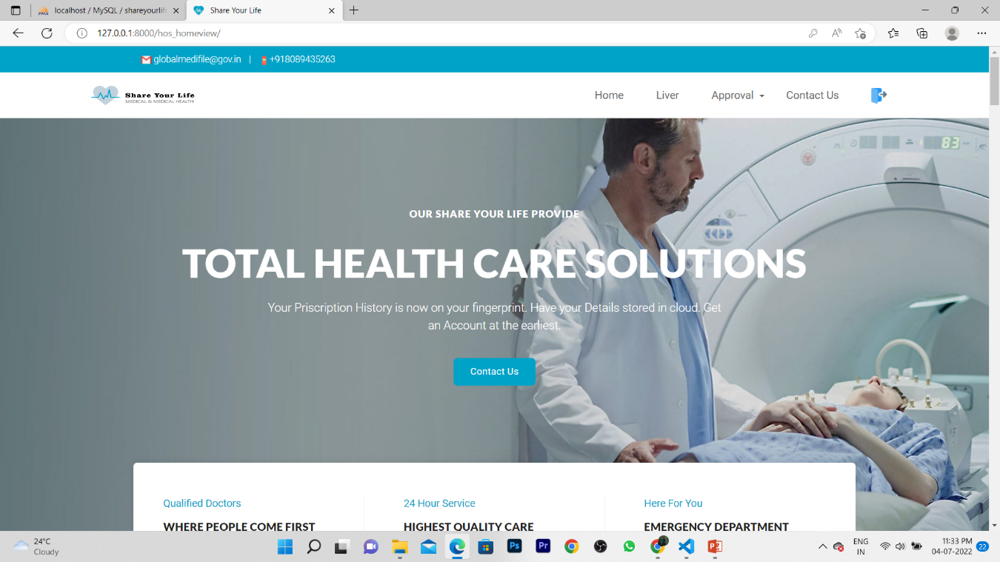 localhost / MySQL / shareyourlife
Share Your Life
127.0.0.1:8000/hos_homeview/
globalmedifile@gov.in | +918089435263
Share Your Life
MEDICAL & MEDICAL HEALTH
Home Liver Approval Contact Us
83
OUR SHARE YOUR LIFE PROVIDE
TOTAL HEALTH CARE SOLUTIONS
Your Priscription History is now on your fingerprint. Have your Details stored in cloud. Get
an Account at the earliest.
Contact Us
Qualified Doctors
WHERE PEOPLE COME FIRST
24 Hour Service
HIGHEST QUALITY CARE
Here For You
EMERGENCY DEPARTMENT
24°C
Cloudy
Ps
Pr
ENG
IN
11:33 PM
04-07-2022
22